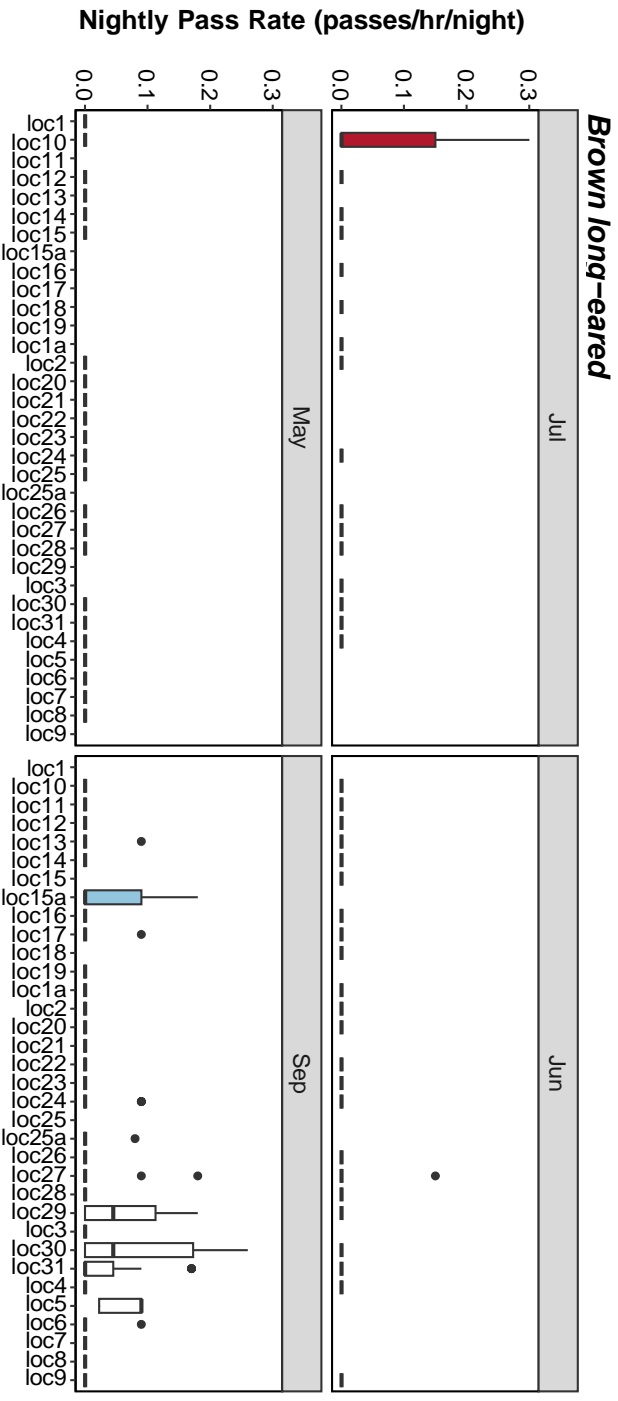 Brown long−eared
Jul
Jun
May
Sep
Nightly Pass Rate (passes/hr/night)
0.0
0.1
0.2
0.3
0.0
0.1
0.2
0.3
loc1
loc10
loc11
loc12
loc13
loc14
loc15
loc15a
loc16
loc17
loc18
loc19
loc1a
loc2
loc20
loc21
loc22
loc23
loc24
loc25
loc25a
loc26
loc27
loc28
loc29
loc3
loc30
loc31
loc4
loc5
loc6
loc7
loc8
loc9
loc1
loc10
loc11
loc12
loc13
loc14
loc15
loc15a
loc16
loc17
loc18
loc19
loc1a
loc2
loc20
loc21
loc22
loc23
loc24
loc25
loc25a
loc26
loc27
loc28
loc29
loc3
loc30
loc31
loc4
loc5
loc6
loc7
loc8
loc9